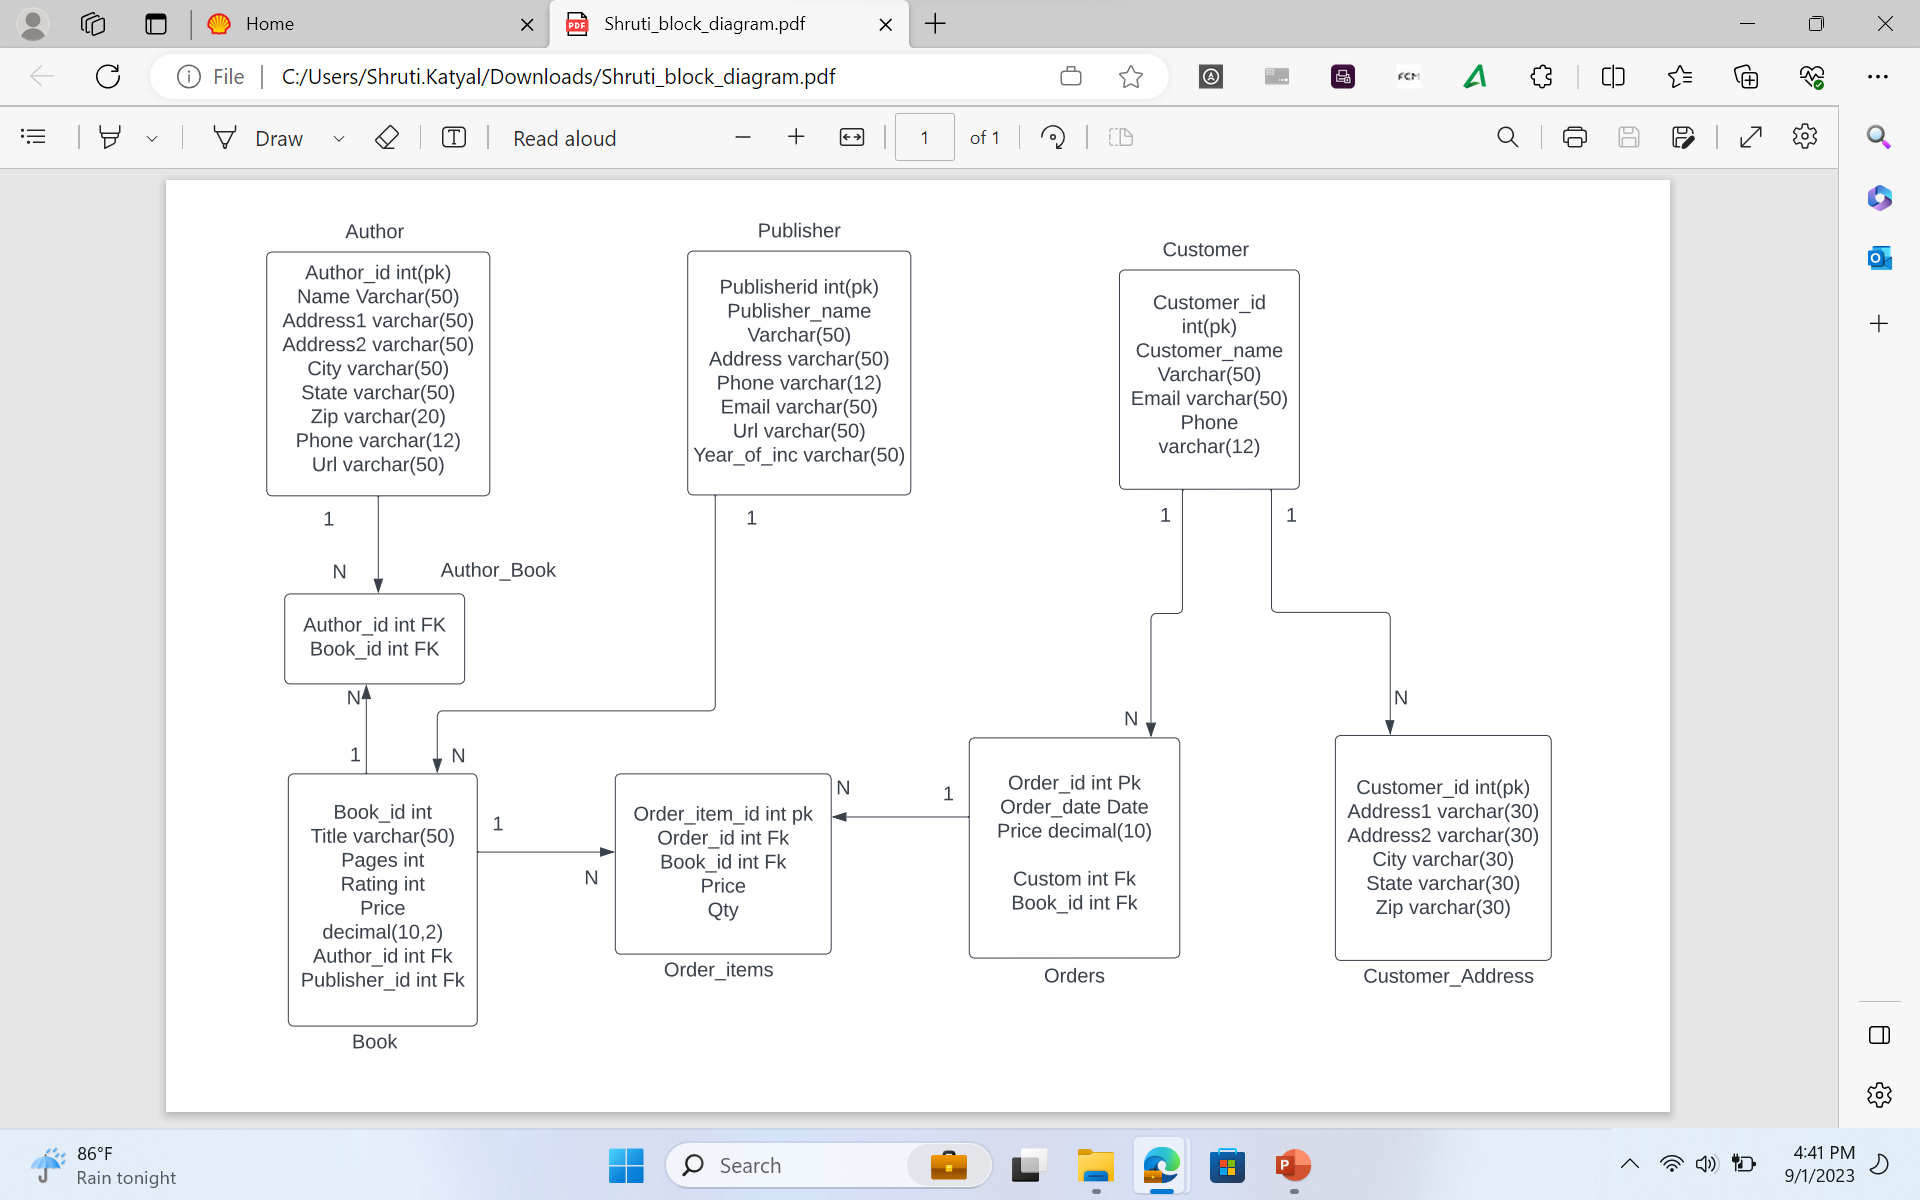 Home
Shruti_block_diagram.pdf
File
C:/Users/Shruti.Katyal/Downloads/Shruti_block_diagram.pdf
FCM
Draw
Read aloud
1
of 1
Author
Author_id int(pk)
Name Varchar(50)
Address1 varchar(50)
Address2 varchar(50)
City varchar(50)
State varchar(50)
Zip varchar(20)
Phone varchar(12)
Url varchar(50)
Publisher
Publisherid int(pk)
Publisher_name
Varchar(50)
Address varchar(50)
Phone varchar(12)
Email varchar(50)
Url varchar(50)
Year_of_inc varchar(50)
Customer
Customer_id
int(pk)
Customer_name
Varchar(50)
Email varchar(50)
Phone
varchar(12)
1
1
1
1
N
Author_Book
Author_id int FK
Book_id int FK
N
1
N
N
N
Book_id int
Title varchar(50)
Pages int
Rating int
Price
decimal(10,2)
Author_id int Fk
Publisher_id int Fk
Book
1
N
Order_item_id int pk
Order_id int Fk
Book_id int Fk
Price
Qty
Order_items
N
1
Order_id int Pk
Order_date Date
Price decimal(10)
Custom int Fk
Book_id int Fk
Orders
Customer_id int(pk)
Address1 varchar(30)
Address2 varchar(30)
City varchar(30)
State varchar(30)
Zip varchar(30)
Customer_Address
86°F
Rain tonight
Search
4:41 PM
9/1/2023